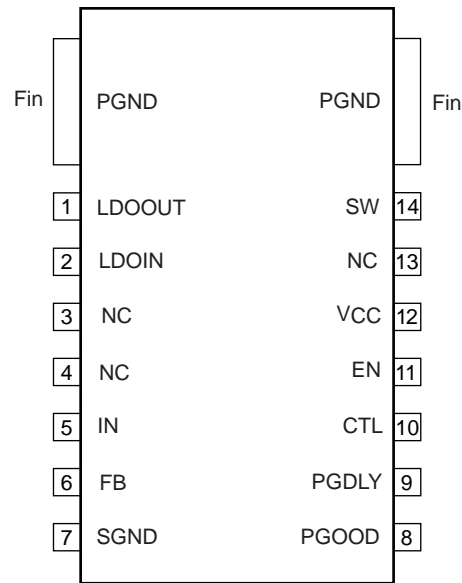 Fin PGND PGND Fin
1 LDOOUT SW 14
2 LDOIN NC 13
3 NC VCC 12
4 NC EN 11
5 IN CTL 10
6 FB PGDLY 9
7 SGND PGOOD 8